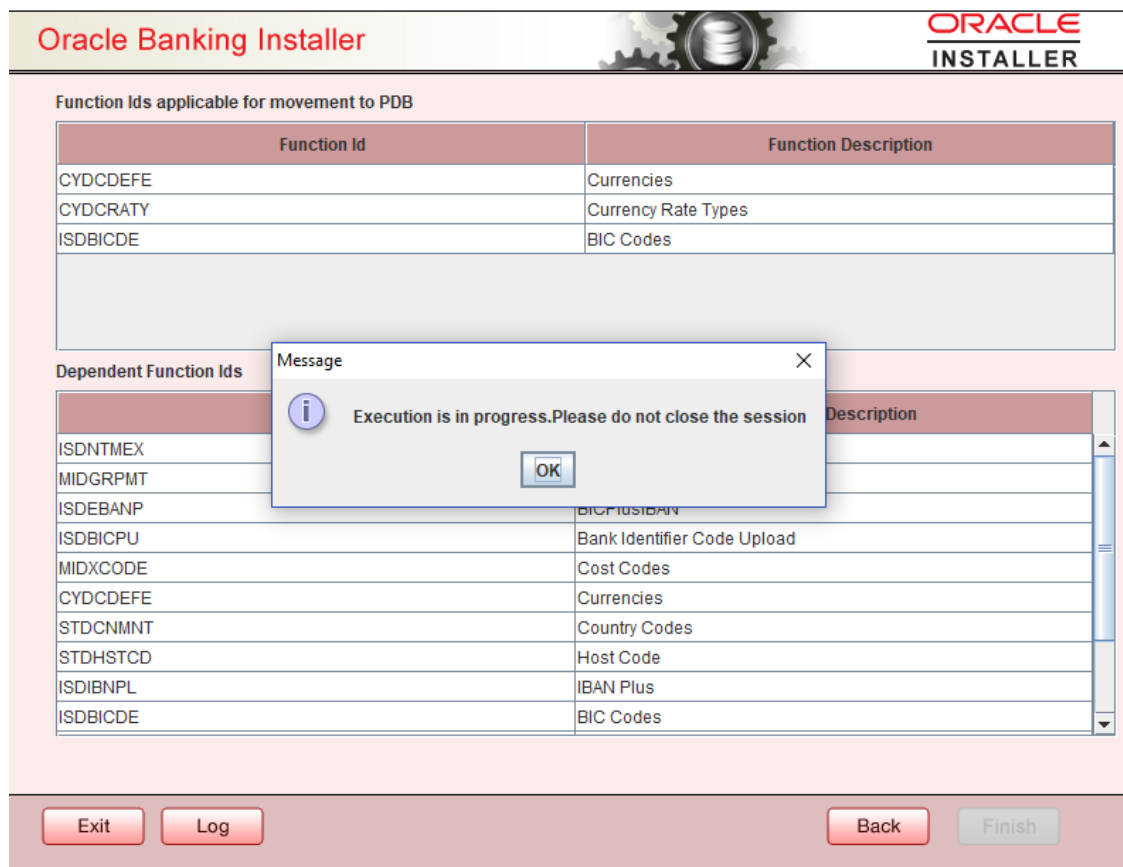 Oracle Banking Installer
ORACLE
INSTALLER
Function Ids applicable for movement to PDB
Function Id Function Description
CYDCDEFE Currencies
CYDCRATY Currency Rate Types
ISDBICDE BIC Codes
Message
Execution is in progress.Please do not close the session
OK
Dependent Function Ids
Description
ISDNTMEX
MIDGRPMT
ISDEBANP BICPlusIBAN
ISDBICPU Bank Identifier Code Upload
MIDXCODE Cost Codes
CYDCDEFE Currencies
STDCNMNT Country Codes
STDHSTCD Host Code
ISDIBNPL IBAN Plus
ISDBICDE BIC Codes
Exit Log Back Finish